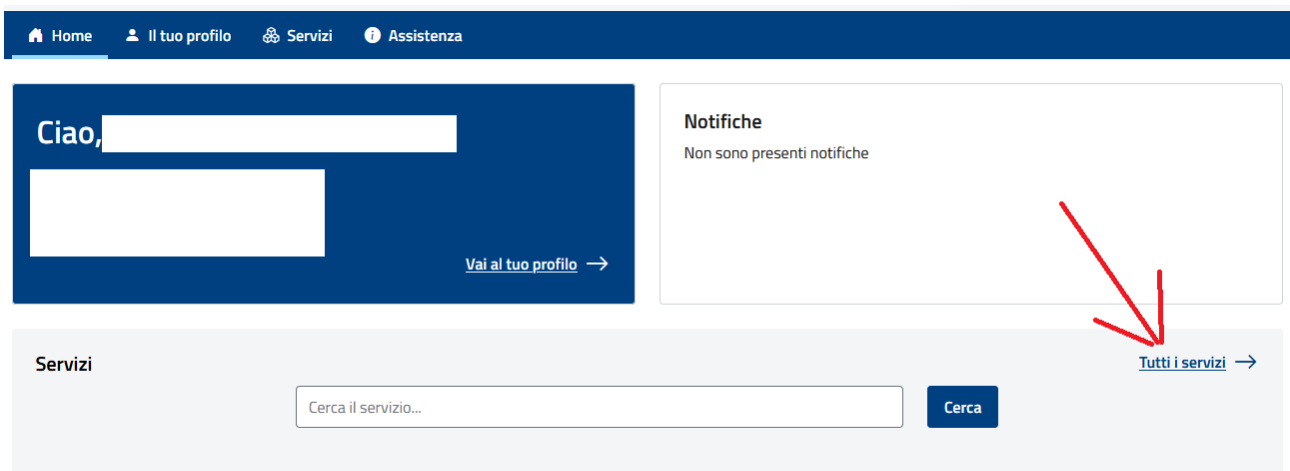 Home Il tuo profilo Servizi Assistenza
Ciao,
Vai al tuo profilo
Notifiche
Non sono presenti notifiche
Servizi
Tutti i servizi
Cerca il servizio...
Cerca